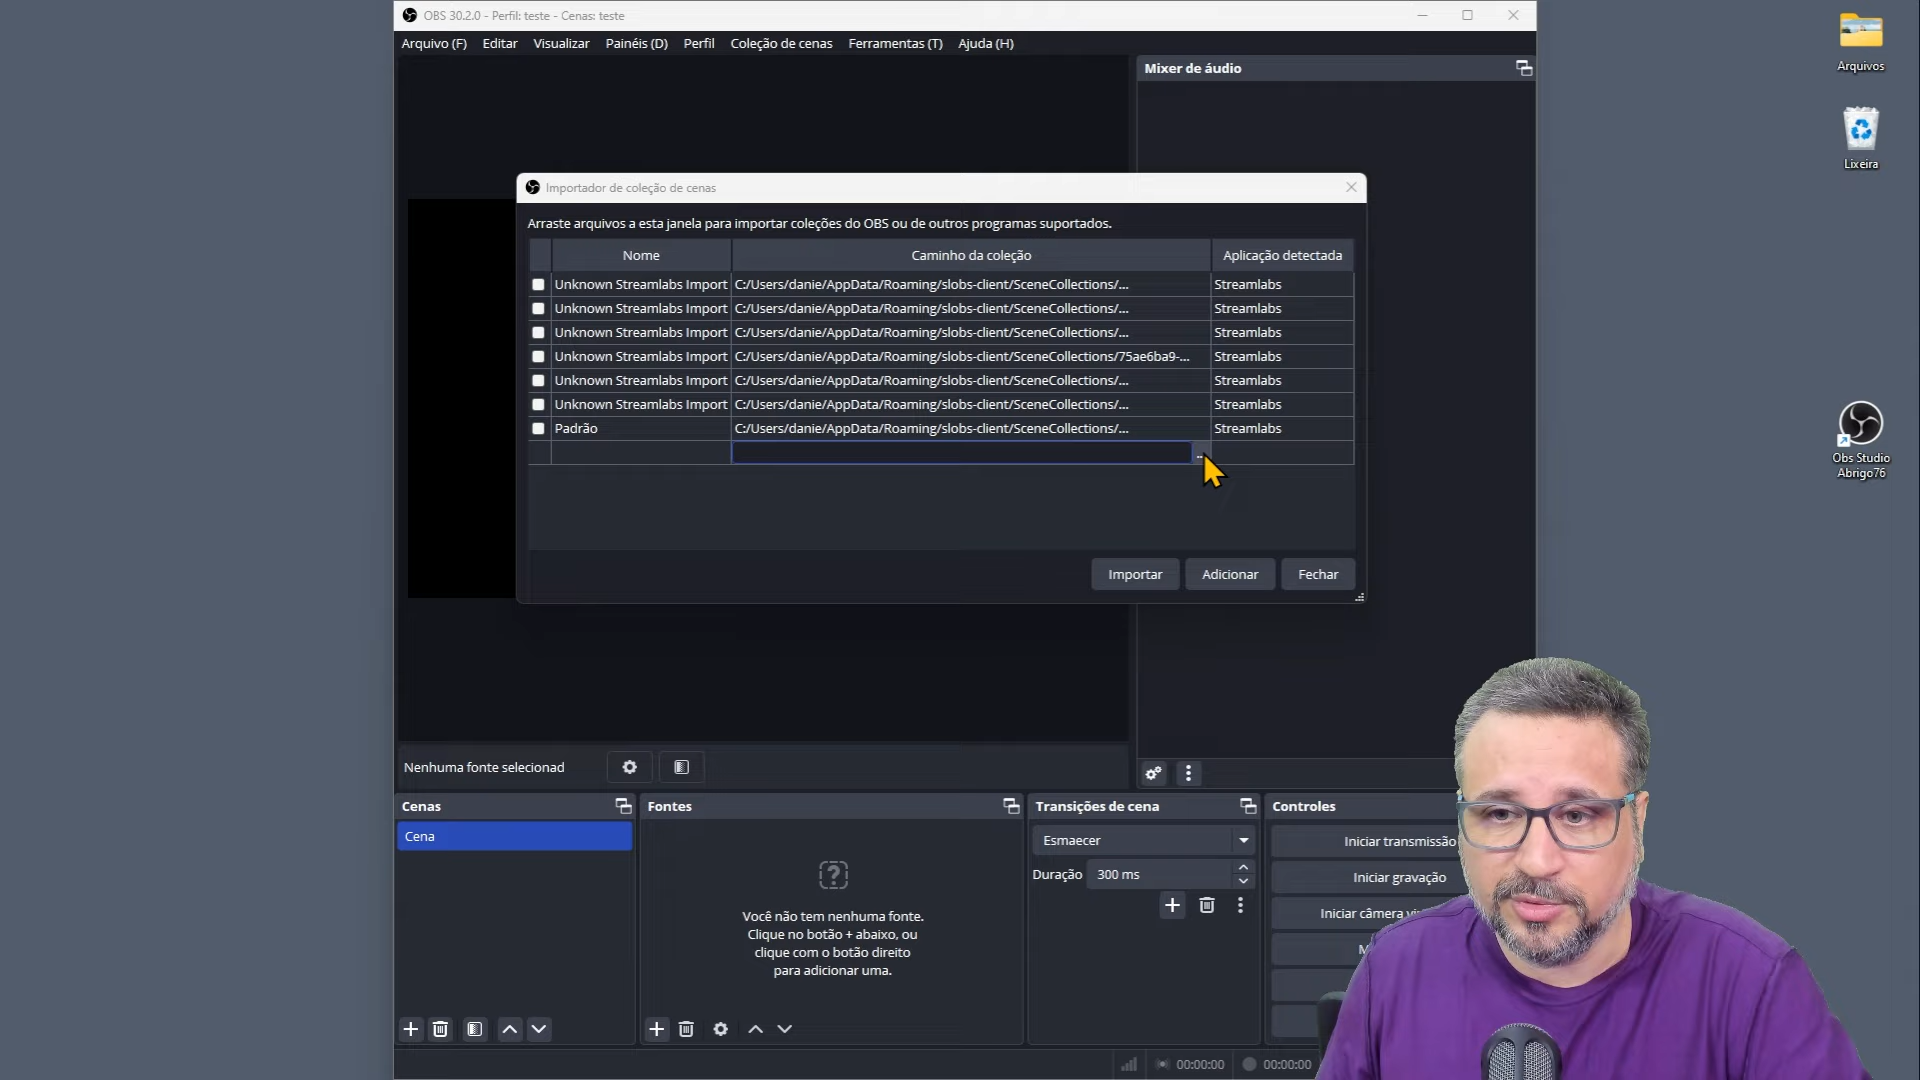 OBS 30.2.0 - Perfil: teste - Cenas: teste
Arquivo (F) Editar Visualizar Painéis (D) Perfil Coleção de cenas Ferramentas (T) Ajuda (H)
Mixer de áudio
Arquivos
Lixeira
Obs Studio
Abrigo76
Importador de coleção de cenas
Arraste arquivos a esta janela para importar coleções do OBS ou de outros programas suportados.
Nome Caminho da coleção Aplicação detectada
Unknown Streamlabs Import C:/Users/danie/AppData/Roaming/slobs-client/SceneCollections/... Streamlabs
Unknown Streamlabs Import C:/Users/danie/AppData/Roaming/slobs-client/SceneCollections/... Streamlabs
Unknown Streamlabs Import C:/Users/danie/AppData/Roaming/slobs-client/SceneCollections/... Streamlabs
Unknown Streamlabs Import C:/Users/danie/AppData/Roaming/slobs-client/SceneCollections/75ae6ba9-... Streamlabs
Unknown Streamlabs Import C:/Users/danie/AppData/Roaming/slobs-client/SceneCollections/... Streamlabs
Unknown Streamlabs Import C:/Users/danie/AppData/Roaming/slobs-client/SceneCollections/... Streamlabs
Padrão C:/Users/danie/AppData/Roaming/slobs-client/SceneCollections/... Streamlabs
Importar Adicionar Fechar
Nenhuma fonte selecionad
Cenas
Cena
Fontes
Você não tem nenhuma fonte.
Clique no botão + abaixo, ou
clique com o botão direito
para adicionar uma.
Transições de cena
Esmaecer
Duração 300 ms
Controles
Iniciar transmissão
Iniciar gravação
Iniciar câmera
00:00:00 00:00:00